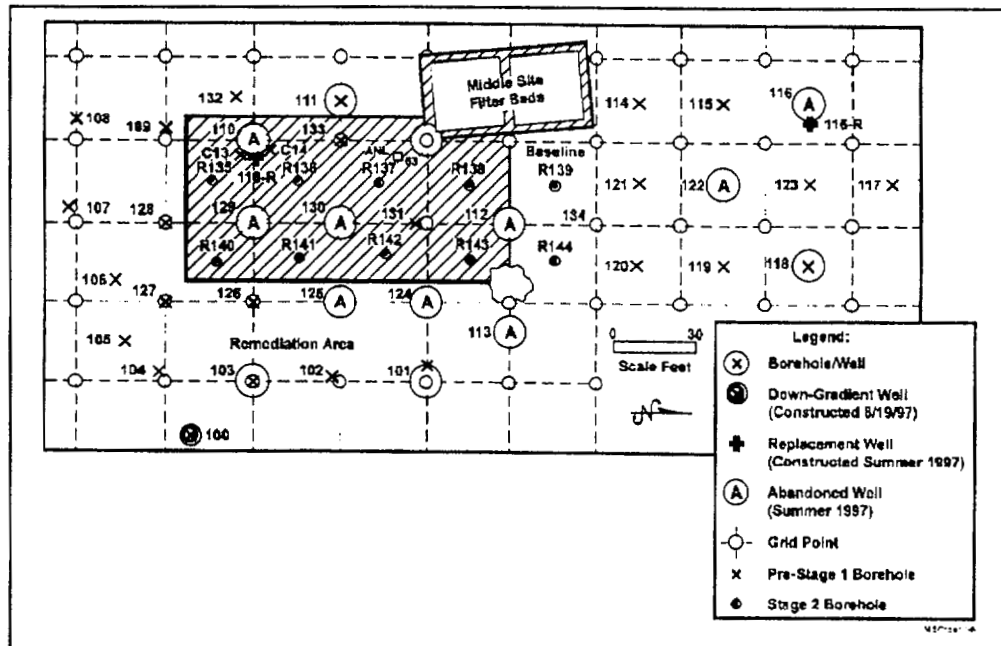 Middle Site
Filter Beds
132
111
108
109
110
133
114
115
116
116-R
C13
C14
ANL
63
Baseline
R135
R136
R137
R138
R139
110-R
121
122
123
117
107
128
129
130
131
112
134
R140
R141
R142
R143
R144
120
119
118
106
127
126
125
124
113
105
Remediation Area
0 30
Scale Feet
104
103
102
101
N
100
Legend:
Borehole/Well
Down-Gradient Well
(Constructed 8/19/97)
Replacement Well
(Constructed Summer 1997)
A Abandoned Well
(Summer 1997)
Grid Point
Pre-Stage 1 Borehole
Stage 2 Borehole